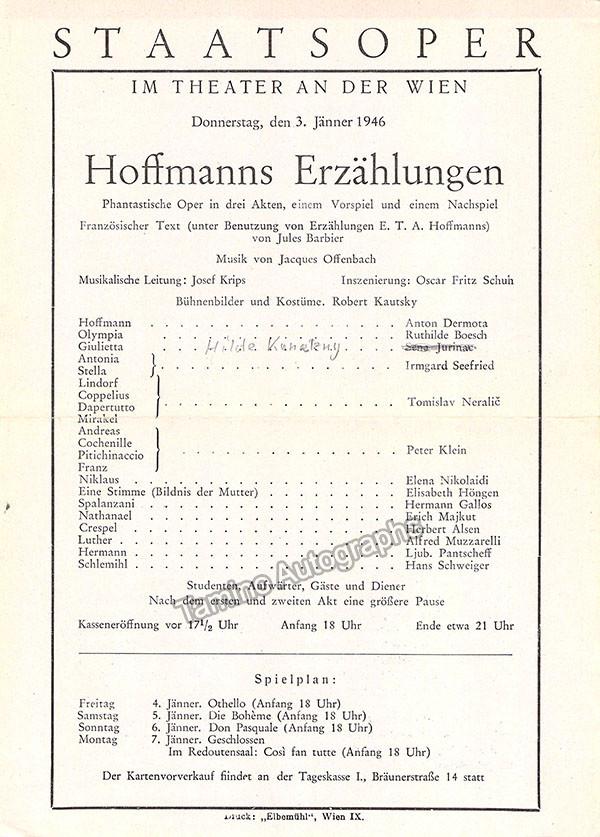 STAATSOPER
IM THEATER AN DER WIEN
Donnerstag, den 3. Jänner 1946
Hoffmanns Erzählungen
Phantastische Oper in drei Akten, einem Vorspiel und einem Nachspiel
Französischer Text (unter Benutzung von Erzählungen E. T. A. Hoffmanns)
von Jules Barbier
Musik von Jacques Offenbach
Musikalische Leitung: Josef Krips Inszenierung: Oscar Fritz Schuh
Bühnenbilder und Kostüme. Robert Kautsky
Hoffmann . . . . . . . . . . . . . . . Anton Dermota
Olympia . . . . . . . . . . . . . . . Ruthilde Boesch
Giulietta Hilde Konetzny . . . Sena Jurinac
Antonia
Stella } . . . . . . . . . . . . . . . Irmgard Seefried
Lindorf
Coppelius
Dapertutto
Mirakel } . . . . . . . . . . . . . . . Tomislav Neralič
Andreas
Cochenille
Pitichinaccio
Franz } . . . . . . . . . . . . . . . Peter Klein
Niklaus . . . . . . . . . . . . . . . Elena Nikolaidi
Eine Stimme (Bildnis der Mutter) . . . . . . . . Elisabeth Höngen
Spalanzani . . . . . . . . . . . . . . . Hermann Gallos
Nathanael . . . . . . . . . . . . . . . Erich Majkut
Crespel . . . . . . . . . . . . . . . Herbert Alsen
Luther . . . . . . . . . . . . . . . Alfred Muzzarelli
Hermann . . . . . . . . . . . . . . . Ljub. Pantscheff
Schlemihl . . . . . . . . . . . . . . . Hans Schweiger
Tamino Autographs
Studenten, Aufwärter, Gäste und Diener
Nach dem ersten und zweiten Akt eine größere Pause
Kasseneröffnung vor 17½ Uhr Anfang 18 Uhr Ende etwa 21 Uhr
Spielplan:
Freitag 4. Jänner. Othello (Anfang 18 Uhr)
Samstag 5. Jänner. Die Bohème (Anfang 18 Uhr)
Sonntag 6. Jänner. Don Pasquale (Anfang 18 Uhr)
Montag 7. Jänner. Geschlossen
Im Redoutensaal: Così fan tutte (Anfang 18 Uhr)
Der Kartenvorverkauf findet an der Tageskasse I., Bräunerstraße 14 statt
Druck: „Elbemühl“, Wien IX.